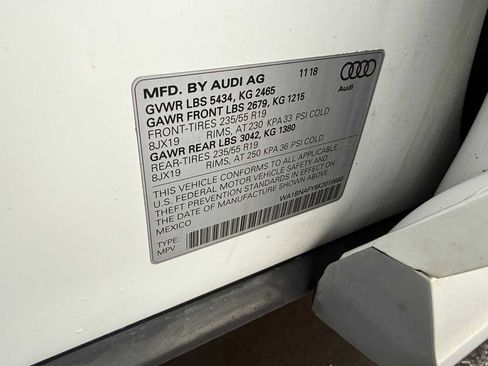 MFD. BY AUDI AG 11 18
GVWR LBS 5434, KG 2465
GAWR FRONT LBS 2679, KG 1215
FRONT-TIRES 235/55 R19
8JX19 RIMS, AT 230 KPA 33 PSI COLD
GAWR REAR LBS 3042, KG 1380
REAR-TIRES 235/55 R19
8JX19 RIMS, AT 250 KPA 36 PSI COLD
THIS VEHICLE CONFORMS TO ALL APPLICABLE
U.S. FEDERAL MOTOR VEHICLE SAFETY AND
THEFT PREVENTION STANDARDS IN EFFECT ON
THE DATE OF MANUFACTURE SHOWN ABOVE.
MEXICO
TYPE:
MPV
Audi